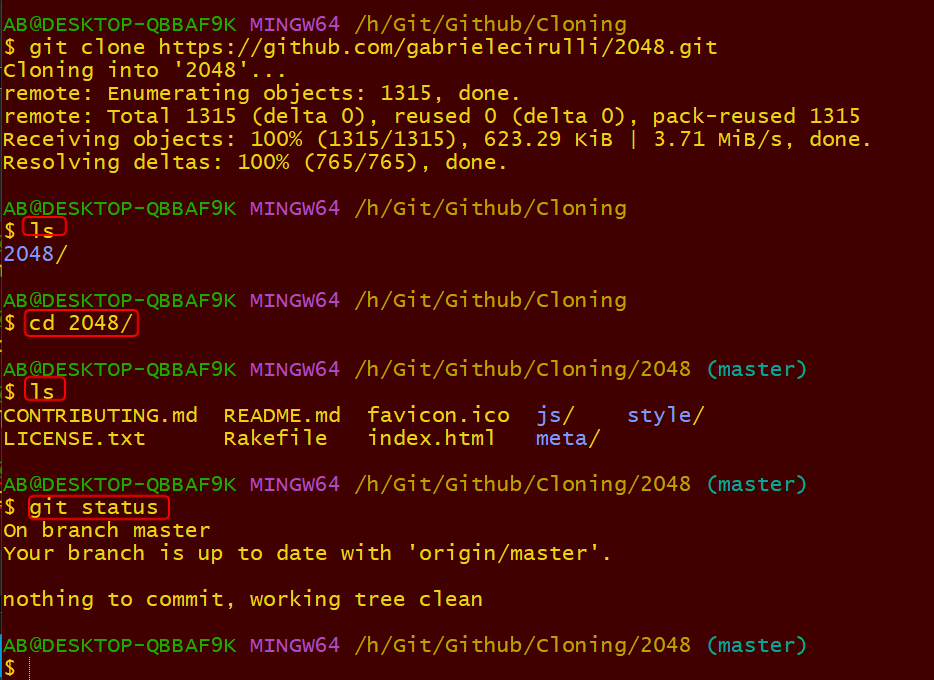 AB@DESKTOP-QBBAF9K MINGW64 /h/Git/Github/Cloning
$ git clone https://github.com/gabrielecirulli/2048.git
Cloning into '2048'...
remote: Enumerating objects: 1315, done.
remote: Total 1315 (delta 0), reused 0 (delta 0), pack-reused 1315
Receiving objects: 100% (1315/1315), 623.29 KiB | 3.71 MiB/s, done.
Resolving deltas: 100% (765/765), done.
AB@DESKTOP-QBBAF9K MINGW64 /h/Git/Github/Cloning
$ ls
2048/
AB@DESKTOP-QBBAF9K MINGW64 /h/Git/Github/Cloning
$ cd 2048/
AB@DESKTOP-QBBAF9K MINGW64 /h/Git/Github/Cloning/2048 (master)
$ ls
CONTRIBUTING.md  README.md  favicon.ico  js/    style/
LICENSE.txt      Rakefile   index.html   meta/
AB@DESKTOP-QBBAF9K MINGW64 /h/Git/Github/Cloning/2048 (master)
$ git status
On branch master
Your branch is up to date with 'origin/master'.
nothing to commit, working tree clean
AB@DESKTOP-QBBAF9K MINGW64 /h/Git/Github/Cloning/2048 (master)
$